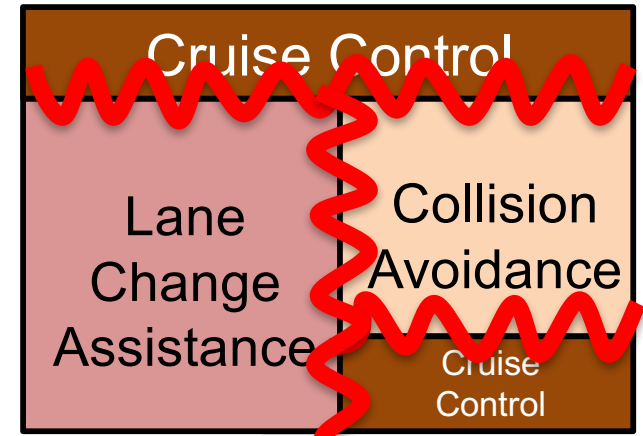 Cruise Control
Lane
Change
Assistance
Collision
Avoidance
Cruise
Control